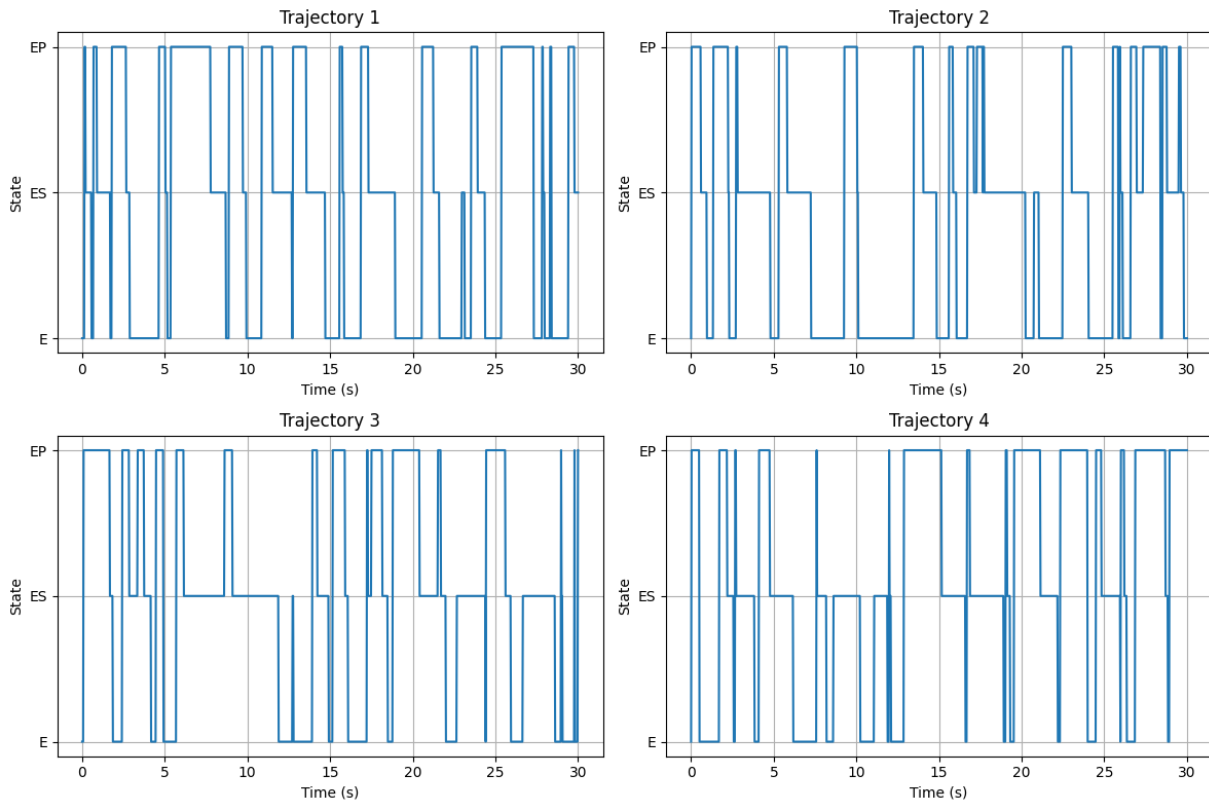 Trajectory 1
EP
ES
E
State
0 5 10 15 20 25 30
Time (s)
Trajectory 2
EP
ES
E
State
0 5 10 15 20 25 30
Time (s)
Trajectory 3
EP
ES
E
State
0 5 10 15 20 25 30
Time (s)
Trajectory 4
EP
ES
E
State
0 5 10 15 20 25 30
Time (s)